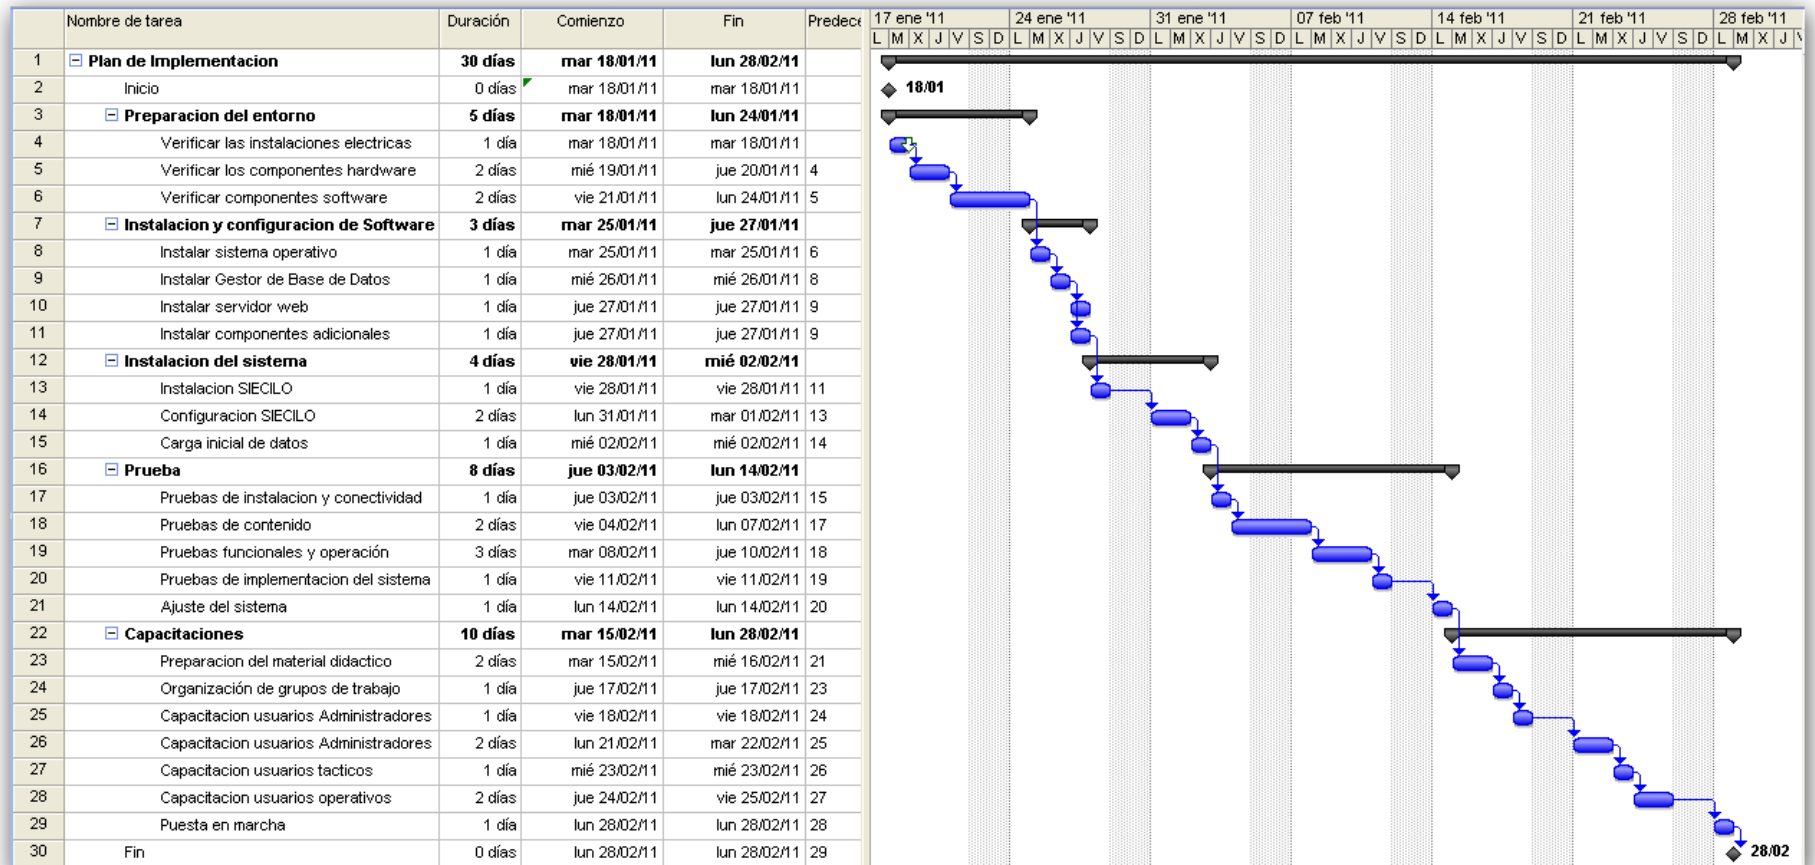 Nombre de tarea Duración Comienzo Fin Predece 17 ene '11 24 ene '11 31 ene '11 07 feb '11 14 feb '11 21 feb '11 28 feb '11
L M X J V S D L M X J V S D L M X J V S D L M X J V S D L M X J V S D L M X J V S D L M X J V
1 Plan de Implementacion 30 días mar 18/01/11 lun 28/02/11
2 Inicio 0 días mar 18/01/11 mar 18/01/11 18/01
3 Preparacion del entorno 5 días mar 18/01/11 lun 24/01/11
4 Verificar las instalaciones electricas 1 día mar 18/01/11 mar 18/01/11
5 Verificar los componentes hardware 2 días mié 19/01/11 jue 20/01/11 4
6 Verificar componentes software 2 días vie 21/01/11 lun 24/01/11 5
7 Instalacion y configuracion de Software 3 días mar 25/01/11 jue 27/01/11
8 Instalar sistema operativo 1 día mar 25/01/11 mar 25/01/11 6
9 Instalar Gestor de Base de Datos 1 día mié 26/01/11 mié 26/01/11 8
10 Instalar servidor web 1 día jue 27/01/11 jue 27/01/11 9
11 Instalar componentes adicionales 1 día jue 27/01/11 jue 27/01/11 9
12 Instalacion del sistema 4 días vie 28/01/11 mié 02/02/11
13 Instalacion SIECILO 1 día vie 28/01/11 vie 28/01/11 11
14 Configuracion SIECILO 2 días lun 31/01/11 mar 01/02/11 13
15 Carga inicial de datos 1 día mié 02/02/11 mié 02/02/11 14
16 Prueba 8 días jue 03/02/11 lun 14/02/11
17 Pruebas de instalacion y conectividad 1 día jue 03/02/11 jue 03/02/11 15
18 Pruebas de contenido 2 días vie 04/02/11 lun 07/02/11 17
19 Pruebas funcionales y operación 3 días mar 08/02/11 jue 10/02/11 18
20 Pruebas de implementacion del sistema 1 día vie 11/02/11 vie 11/02/11 19
21 Ajuste del sistema 1 día lun 14/02/11 lun 14/02/11 20
22 Capacitaciones 10 días mar 15/02/11 lun 28/02/11
23 Preparacion del material didactico 2 días mar 15/02/11 mié 16/02/11 21
24 Organización de grupos de trabajo 1 día jue 17/02/11 jue 17/02/11 23
25 Capacitacion usuarios Administradores 1 día vie 18/02/11 vie 18/02/11 24
26 Capacitacion usuarios Administradores 2 días lun 21/02/11 mar 22/02/11 25
27 Capacitacion usuarios tacticos 1 día mié 23/02/11 mié 23/02/11 26
28 Capacitacion usuarios operativos 2 días jue 24/02/11 vie 25/02/11 27
29 Puesta en marcha 1 día lun 28/02/11 lun 28/02/11 28
30 Fin 0 días lun 28/02/11 lun 28/02/11 29 28/02